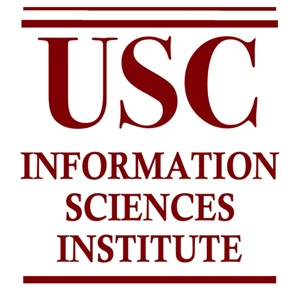 USC
INFORMATION
SCIENCES
INSTITUTE